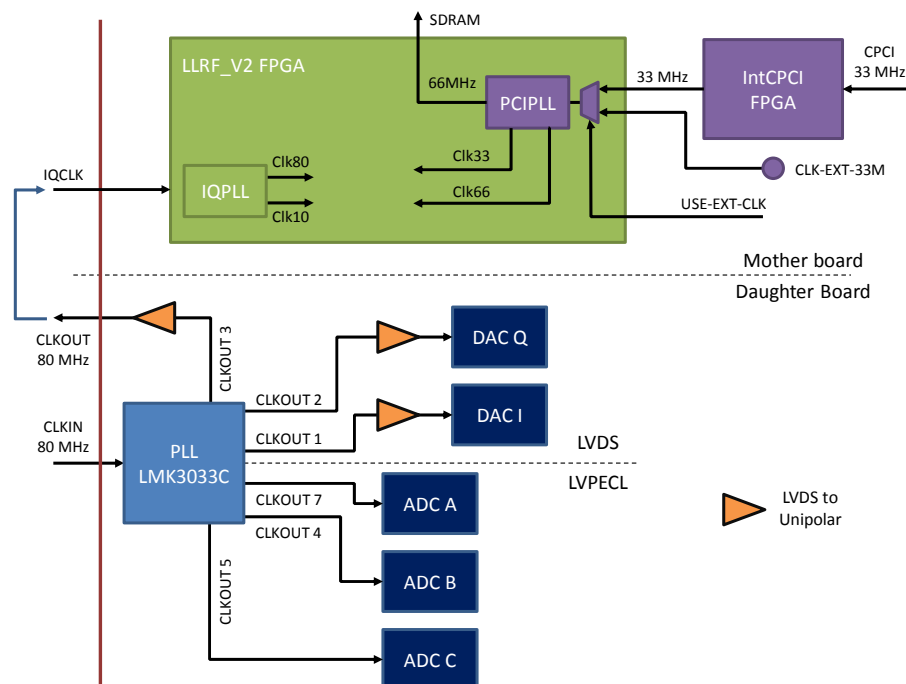 SDRAM
LLRF_V2 FPGA
66MHz
PCIPLL
33 MHz
IntCPCI
FPGA
CPCI
33 MHz
Clk33
Clk66
CLK-EXT-33M
USE-EXT-CLK
IQCLK
IQPLL
Clk80
Clk10
Mother board
Daughter Board
CLKOUT
80 MHz
CLKOUT 3
CLKOUT 2
DAC Q
CLKOUT 1
DAC I
CLKIN
80 MHz
PLL
LMK3033C
LVDS
LVPECL
CLKOUT 7
ADC A
CLKOUT 4
ADC B
CLKOUT 5
ADC C
LVDS to
Unipolar